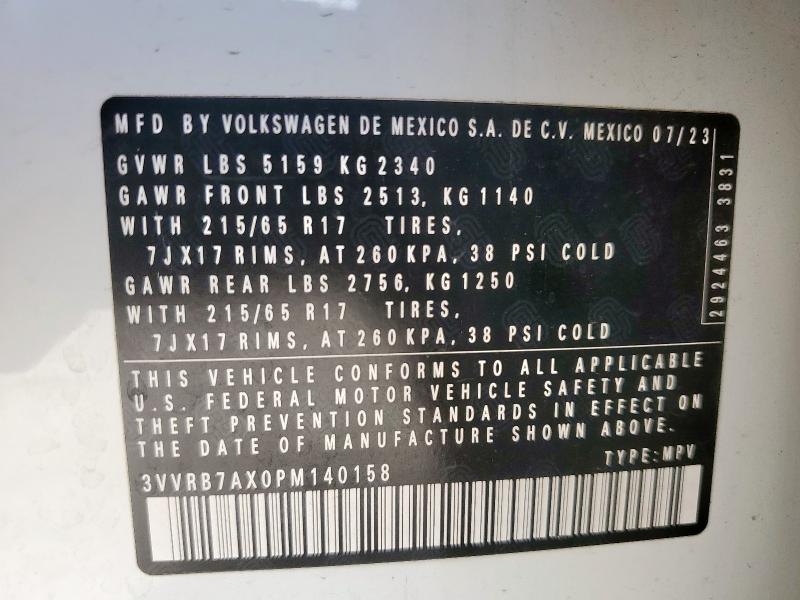 MFD BY VOLKSWAGEN DE MEXICO S.A. DE C.V. MEXICO 07/23
GVWR LBS 5159 KG 2340
GAWR FRONT LBS 2513, KG 1140
WITH 215/65 R17 TIRES,
7JX17 RIMS, AT 260 KPA, 38 PSI COLD
GAWR REAR LBS 2756, KG 1250
WITH 215/65 R17 TIRES,
7JX17 RIMS, AT 260 KPA, 38 PSI COLD
THIS VEHICLE CONFORMS TO ALL APPLICABLE
U.S. FEDERAL MOTOR VEHICLE SAFETY AND
THEFT PREVENTION STANDARDS IN EFFECT ON
THE DATE OF MANUFACTURE SHOWN ABOVE.
TYPE: MPV
3VVRB7AX0PM140158
2924463 3831